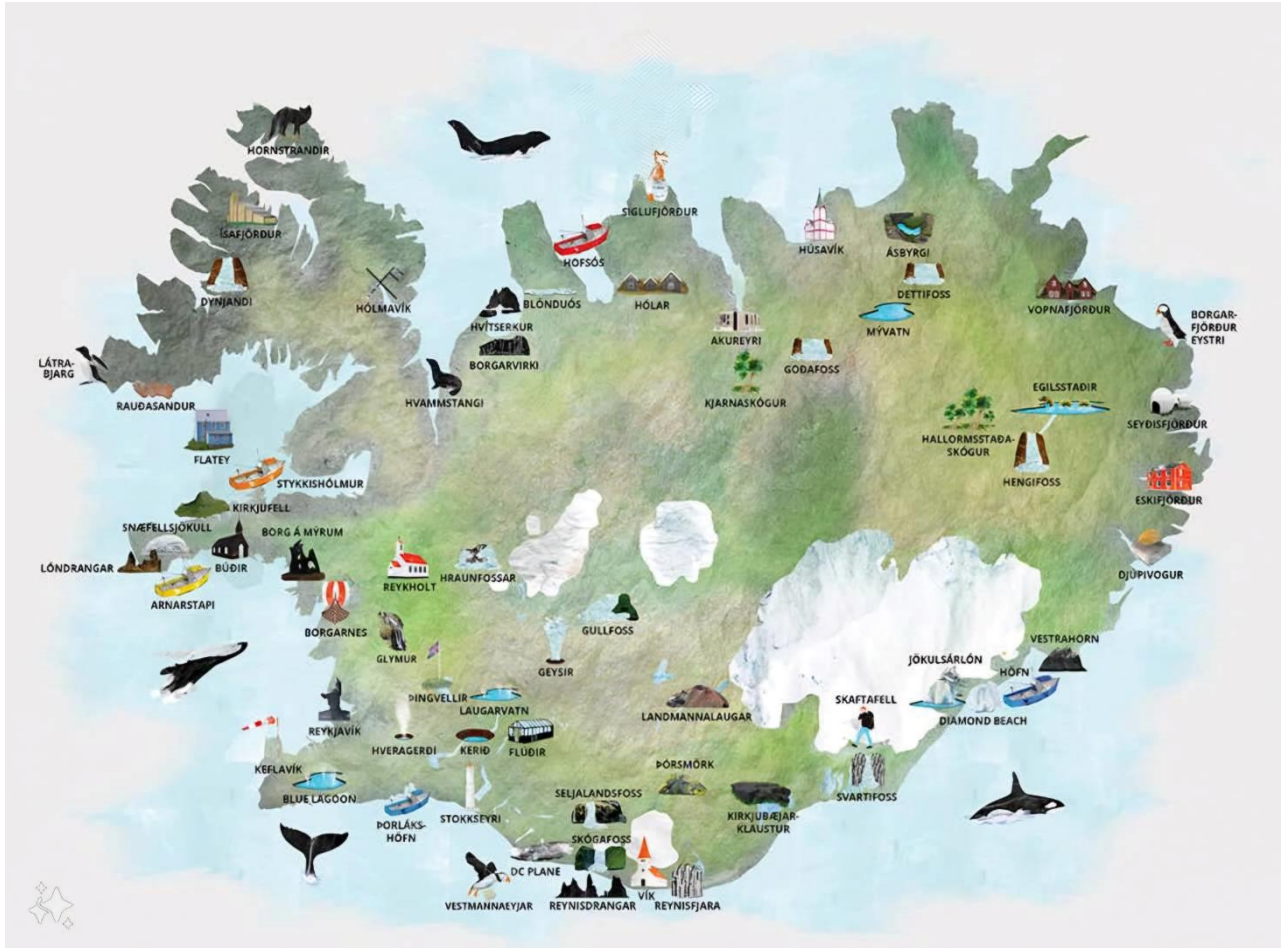 HORNSTRANDIR
ÍSAFJÖRÐUR
SIGLUFJÖRÐUR
HOFSÓS
HÚSAVÍK
ÁSBYRGI
DYNJANDI
HÓLMAVÍK
BLÖNDUÓS
HÓLAR
DETTIFOSS
VOPNAFJÖRÐUR
HVÍTSERKUR
AKUREYRI
MÝVATN
BORGAR-
FJÖRÐUR
EYSTRI
BORGARVIRKI
GOÐAFOSS
LÁTRA-
BJARG
RAUÐASANDUR
HVAMMSTANGI
KJARNASKÓGUR
EGILSSTAÐIR
SEYÐISFJÖRÐUR
FLATEY
HALLORMSSTAÐA-
SKÓGUR
HENGIFOSS
STYKKISHÓLMUR
ESKIFJÖRÐUR
KIRKJUFELL
SNÆFELLSJÖKULL
BORG Á MÝRUM
LÓNDRANGAR
BÚÐIR
REYKHOLT
HRAUNFOSSAR
DJÚPIVOGUR
ARNARSTAPI
BORGARNES
GULLFOSS
GLYMUR
GEYSIR
VESTRAHORN
JÖKULSÁRLÓN
HÖFN
ÞINGVELLIR
LAUGARVATN
LANDMANNALAUGAR
SKAFTAFELL
DIAMOND BEACH
REYKJAVÍK
HVERAGERÐI
KERIÐ
FLÚÐIR
KEFLAVÍK
BLUE LAGOON
ÞÓRSMÖRK
SVARTIFOSS
SELJALANDSFOSS
STOKKSEYRI
ÞORLÁKS-
HÖFN
KIRKJUBÆJAR-
KLAUSTUR
SKÓGAFOSS
DC PLANE
VÍK
VESTMANNAEYJAR
REYNISDRANGAR
REYNISFJARA